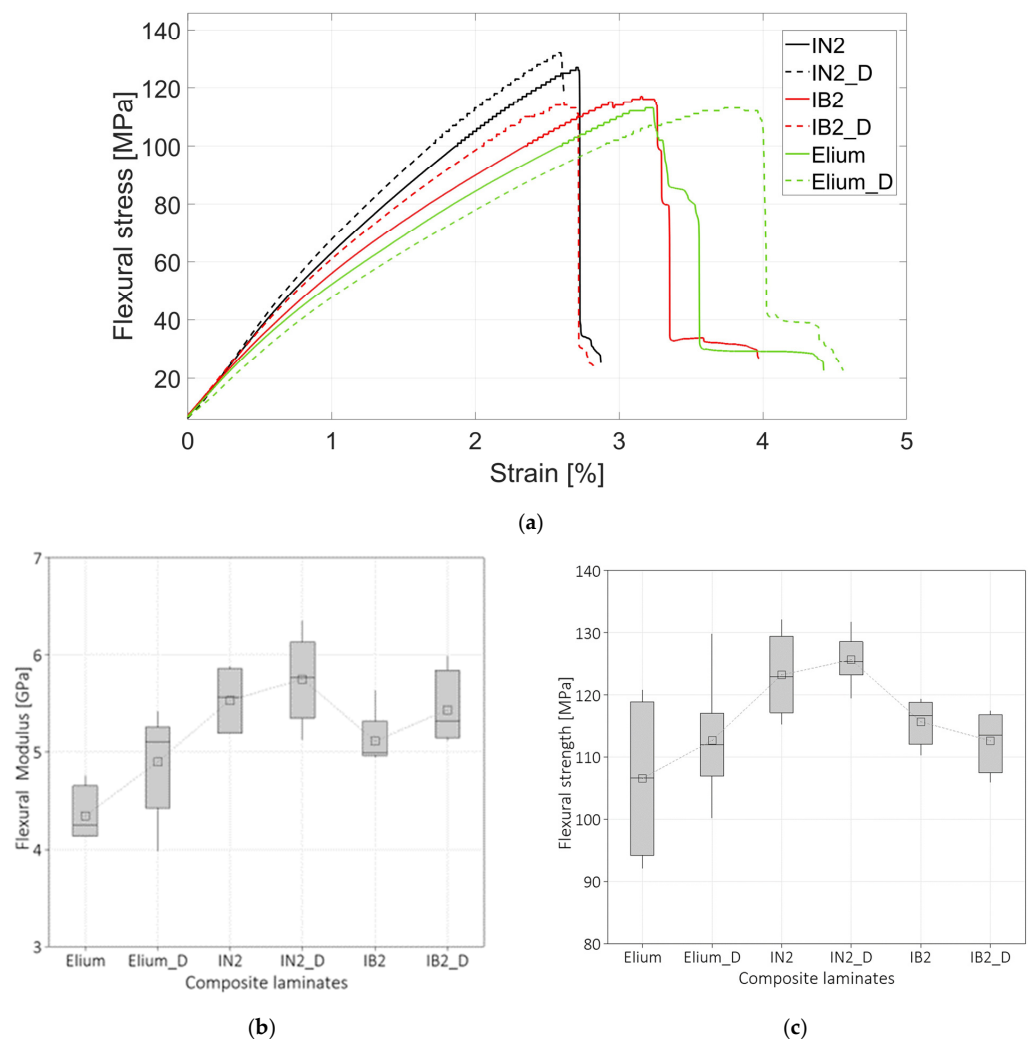 140
120
100
80
60
40
20
Flexural stress [MPa]
0 1 2 3 4 5
Strain [%]
IN2
IN2_D
IB2
IB2_D
Elium
Elium_D
(a)
7
6
5
4
3
Flexural Modulus [GPa]
Elium Elium_D IN2 IN2_D IB2 IB2_D
Composite laminates
(b)
140
130
120
110
100
90
80
Flexural strength [MPa]
Elium Elium_D IN2 IN2_D IB2 IB2_D
Composite laminates
(c)